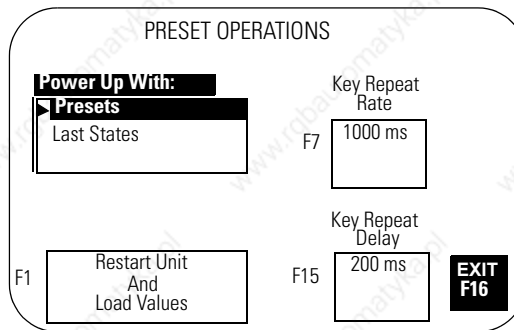 PRESET OPERATIONS
Power Up With:
Presets
Last States
Key Repeat
Rate
F7
1000 ms
F1
Restart Unit
And
Load Values
Key Repeat
Delay
F15
200 ms
EXIT
F16